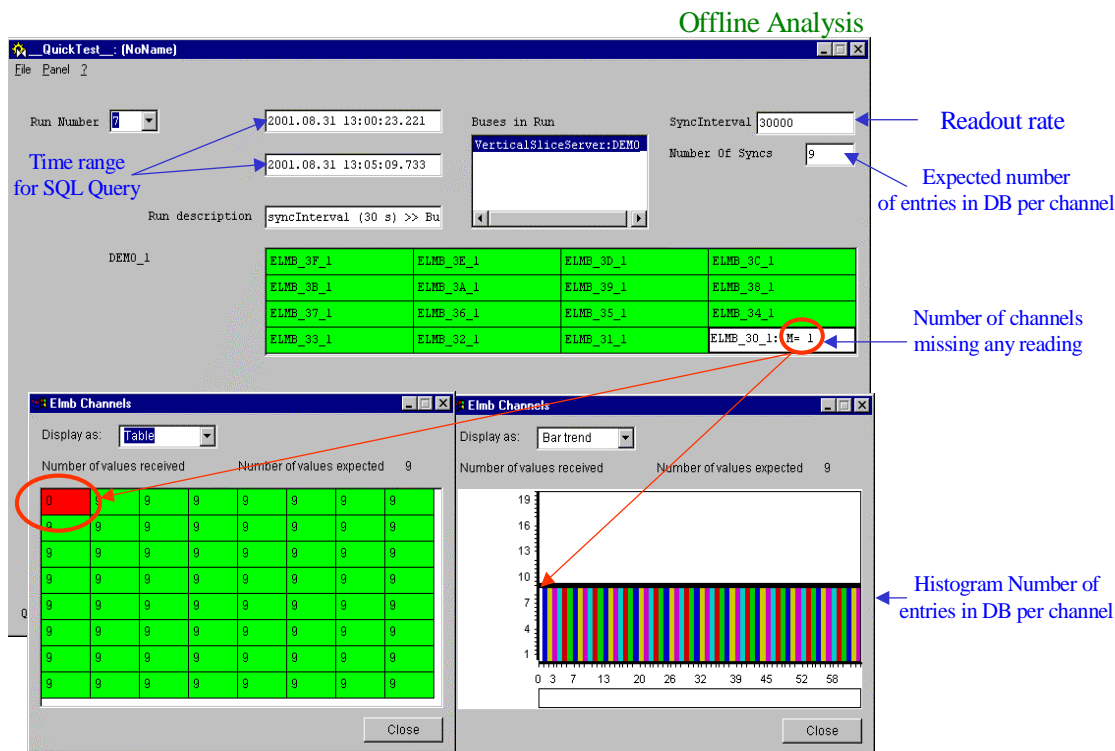 Offline Analysis
__QuickTest__: (NoName)
File Panel ?
Run Number 7
2001.08.31 13:00:23.221
Buses in Run
SyncInterval 30000
Readout rate
VerticalSliceServer:DEMO
Number Of Syncs 9
Time range
for SQL Query
2001.08.31 13:05:09.733
Expected number
of entries in DB per channel
Run description syncInterval (30 s) >> Bu
DEMO_1
ELMB_3F_1 ELMB_3E_1 ELMB_3D_1 ELMB_3C_1
ELMB_3B_1 ELMB_3A_1 ELMB_39_1 ELMB_38_1
ELMB_37_1 ELMB_36_1 ELMB_35_1 ELMB_34_1
ELMB_33_1 ELMB_32_1 ELMB_31_1 ELMB_30_1: M= 1
Number of channels
missing any reading
Elmb Channels
Display as: Table
Number of values received Number of values expected 9
0 9 9 9 9 9 9 9
9 9 9 9 9 9 9 9
9 9 9 9 9 9 9 9
9 9 9 9 9 9 9 9
9 9 9 9 9 9 9 9
9 9 9 9 9 9 9 9
9 9 9 9 9 9 9 9
9 9 9 9 9 9 9 9
Close
Elmb Channels
Display as: Bar trend
Number of values received Number of values expected 9
19
16
13
10
7
4
1
0 3 7 13 20 26 32 39 45 52 58
Close
Histogram Number of
entries in DB per channel